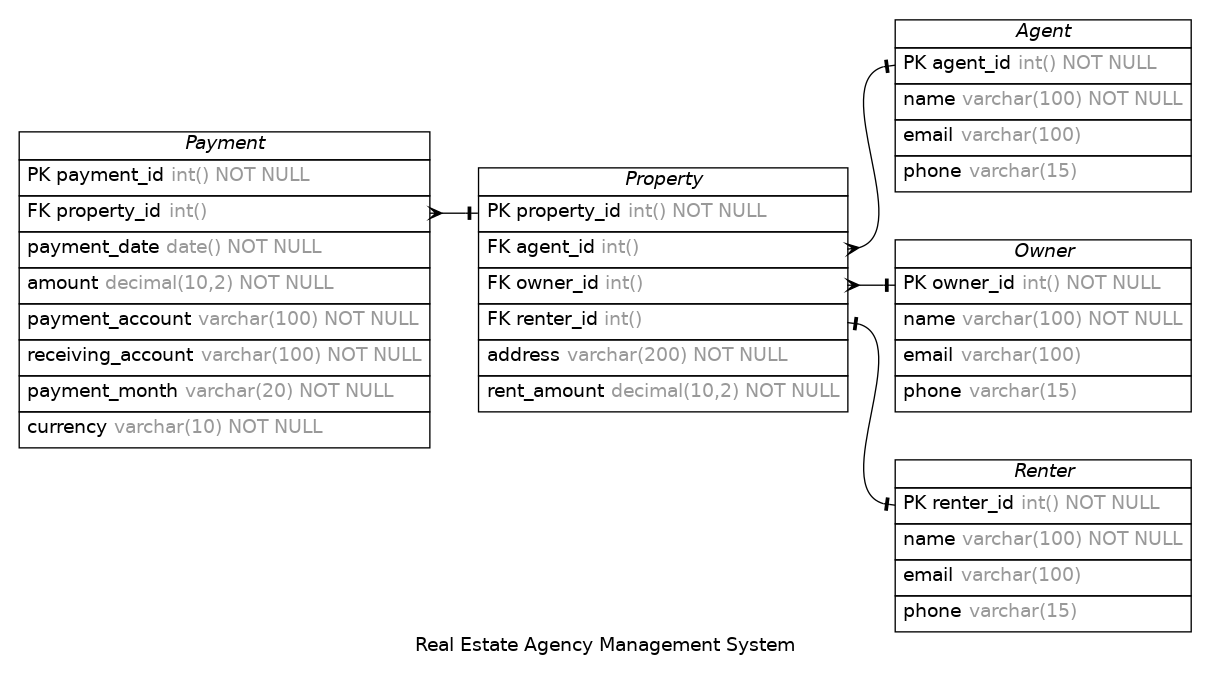 Payment
PK payment_id int() NOT NULL
FK property_id int()
payment_date date() NOT NULL
amount decimal(10,2) NOT NULL
payment_account varchar(100) NOT NULL
receiving_account varchar(100) NOT NULL
payment_month varchar(20) NOT NULL
currency varchar(10) NOT NULL
Property
PK property_id int() NOT NULL
FK agent_id int()
FK owner_id int()
FK renter_id int()
address varchar(200) NOT NULL
rent_amount decimal(10,2) NOT NULL
Agent
PK agent_id int() NOT NULL
name varchar(100) NOT NULL
email varchar(100)
phone varchar(15)
Owner
PK owner_id int() NOT NULL
name varchar(100) NOT NULL
email varchar(100)
phone varchar(15)
Renter
PK renter_id int() NOT NULL
name varchar(100) NOT NULL
email varchar(100)
phone varchar(15)
Real Estate Agency Management System